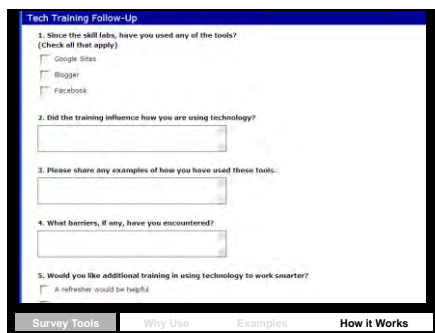 Tech Training Follow-Up
1. Since the skill labs, have you used any of the tools?
(Check all that apply)
Google Sites
Blogger
Facebook
2. Did the training influence how you are using technology?
3. Please share any examples of how you have used these tools.
4. What barriers, if any, have you encountered?
5. Would you like additional training in using technology to work smarter?
A refresher would be helpful
Survey Tools Why Use Examples How it Works